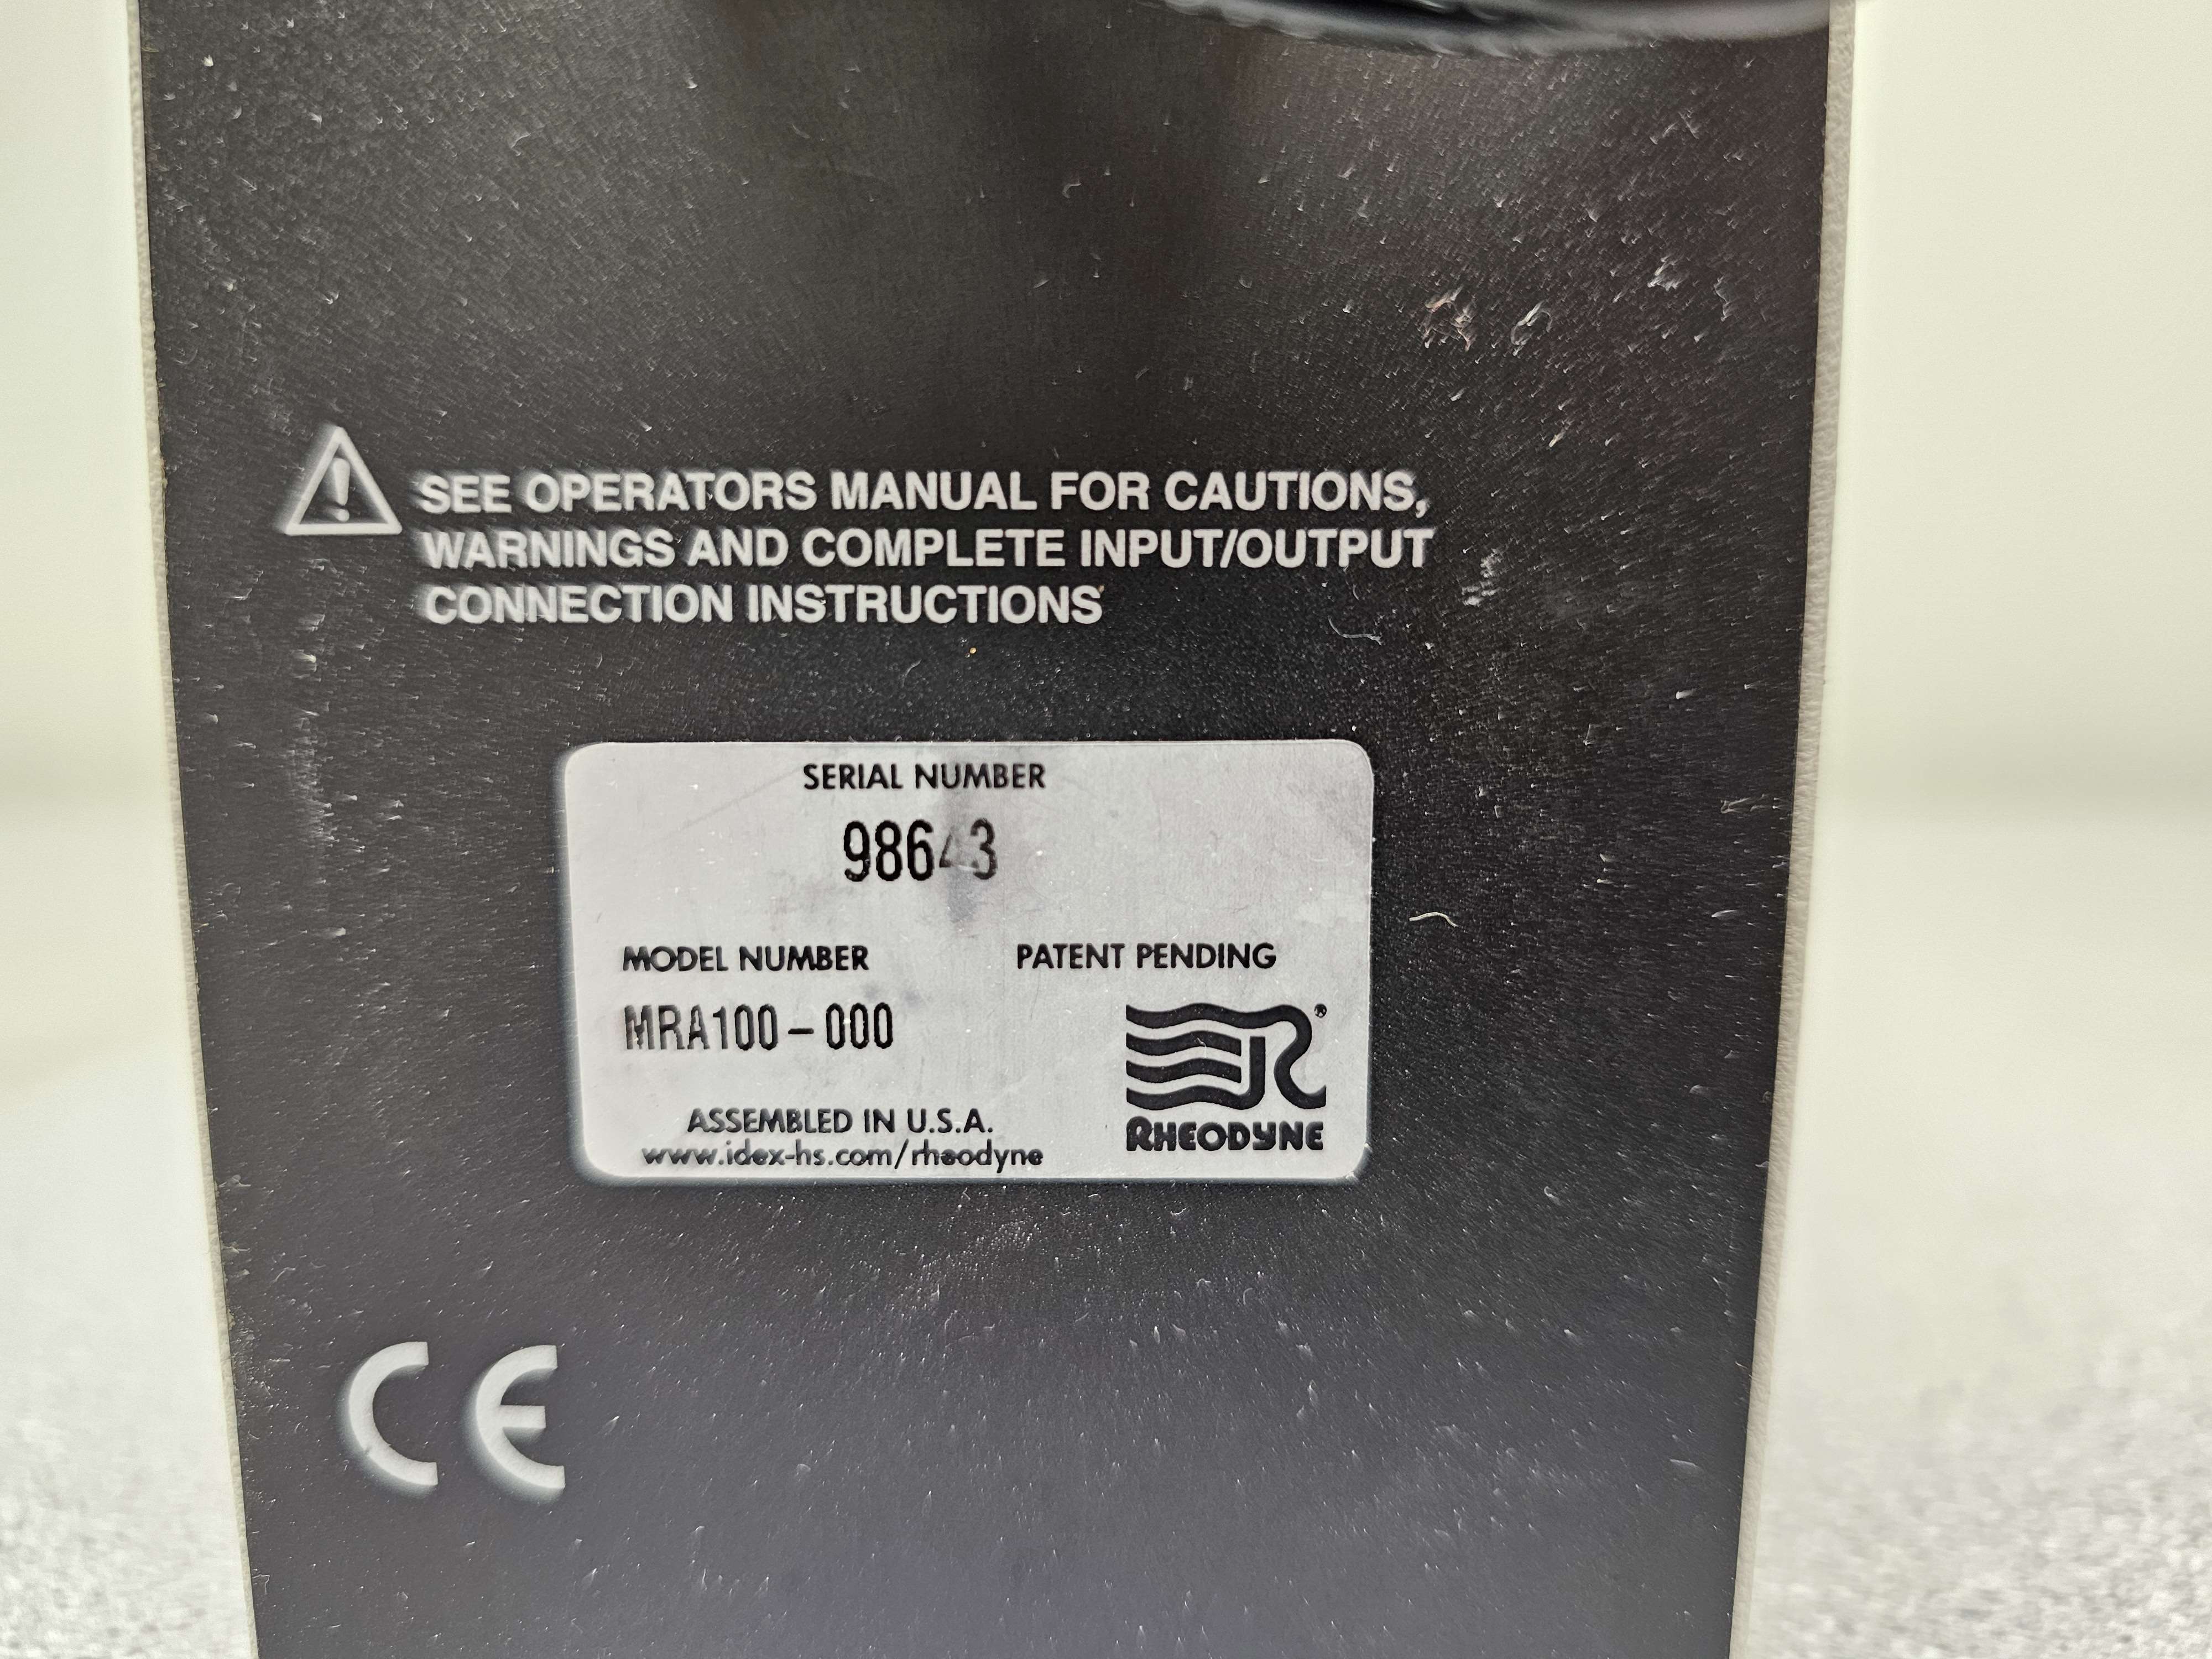 SEE OPERATORS MANUAL FOR CAUTIONS,
WARNINGS AND COMPLETE INPUT/OUTPUT
CONNECTION INSTRUCTIONS
SERIAL NUMBER
98643
MODEL NUMBER
PATENT PENDING
MRA100-000
ASSEMBLED IN U.S.A.
www.idex-hs.com/rheodyne
R®
RHEODYNE
CE